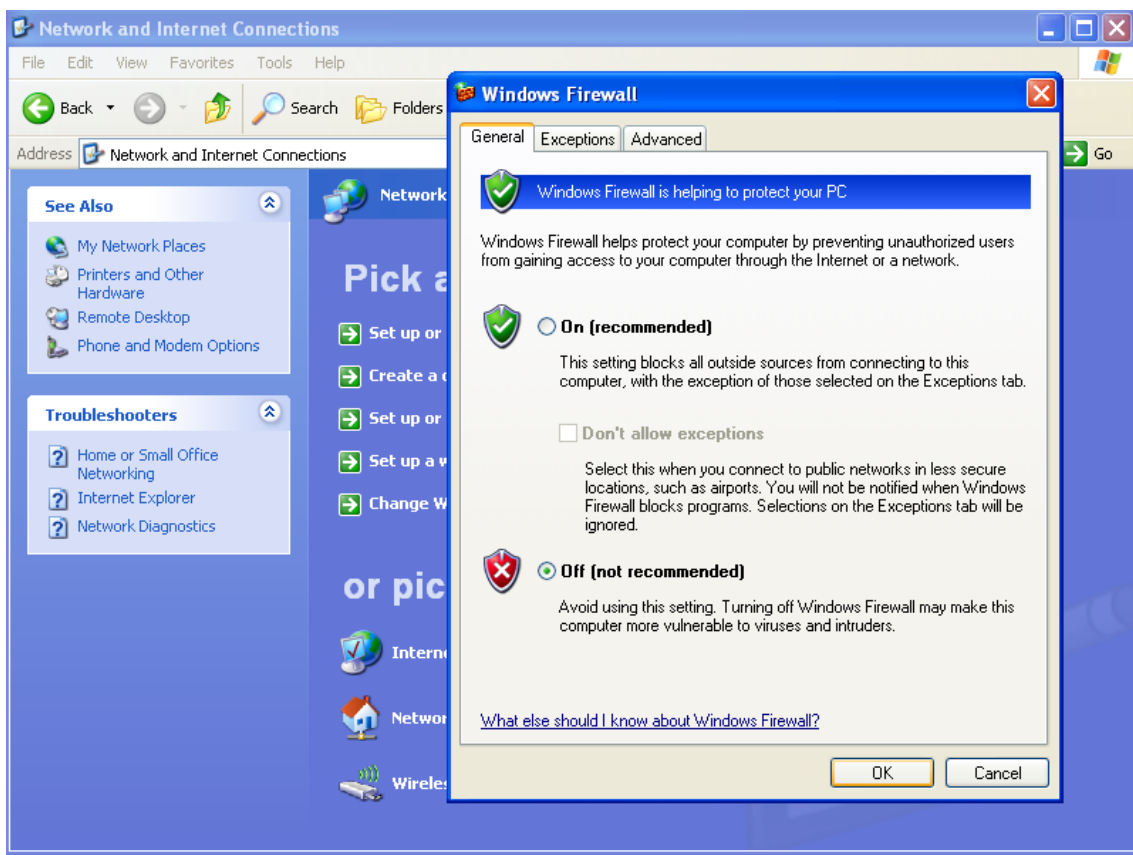 Network and Internet Connections
File Edit View Favorites Tools Help
Back Search Folders
Address Network and Internet Connections Go
See Also
My Network Places
Printers and Other
Hardware
Remote Desktop
Phone and Modem Options
Troubleshooters
Home or Small Office
Networking
Internet Explorer
Network Diagnostics
Network
Pick a
Set up or
Create a
Set up or
Set up a
Change W
or pic
Intern
Networ
Wireles
Windows Firewall
General Exceptions Advanced
Windows Firewall is helping to protect your PC
Windows Firewall helps protect your computer by preventing unauthorized users
from gaining access to your computer through the Internet or a network.
On (recommended)
This setting blocks all outside sources from connecting to this
computer, with the exception of those selected on the Exceptions tab.
Don't allow exceptions
Select this when you connect to public networks in less secure
locations, such as airports. You will not be notified when Windows
Firewall blocks programs. Selections on the Exceptions tab will be
ignored.
Off (not recommended)
Avoid using this setting. Turning off Windows Firewall may make this
computer more vulnerable to viruses and intruders.
What else should I know about Windows Firewall?
OK Cancel